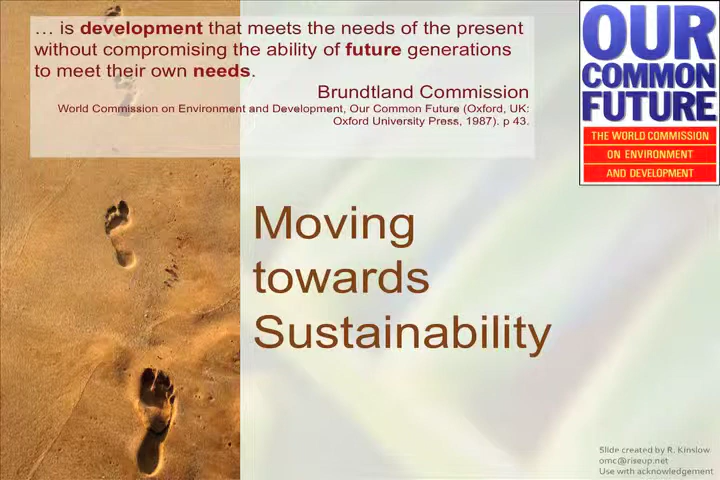 … is development that meets the needs of the present
without compromising the ability of future generations
to meet their own needs.
Brundtland Commission
World Commission on Environment and Development, Our Common Future (Oxford, UK:
Oxford University Press, 1987). p 43.
OUR
COMMON
FUTURE
THE WORLD COMMISSION
ON ENVIRONMENT
AND DEVELOPMENT
Moving
towards
Sustainability
Slide created by R. Kinslow
omc@riseup.net
Use with acknowledgement